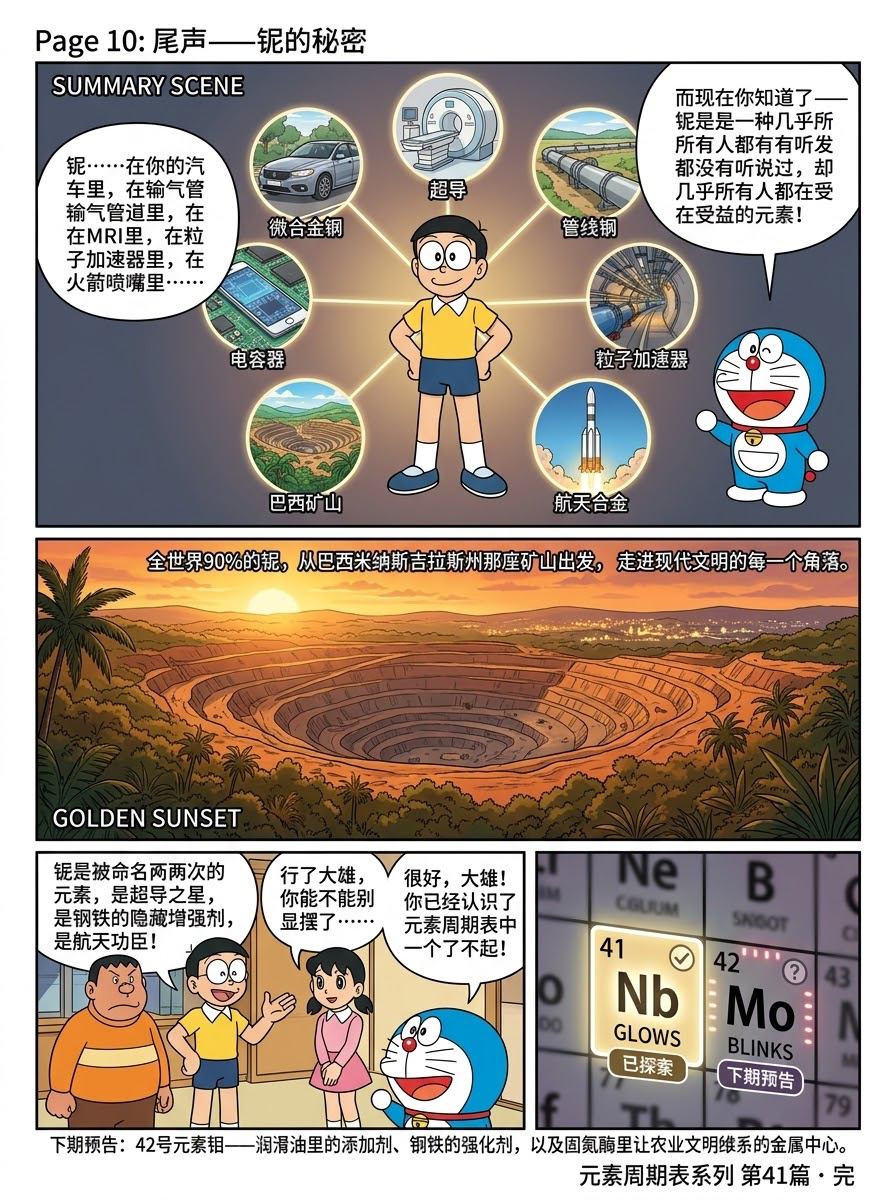 Page 10: 尾声——铌的秘密
SUMMARY SCENE
铌……在你的汽
车里，在输气管
输气管道里，在
在MRI里，在粒
子加速器里，在
火箭喷嘴里……
而现在你知道了——
铌是是一种几乎所
所有人都有有听发
都没有听说过，却
几乎所有人都在受
在受益的元素！
超导
微合金钢
管线钢
电容器
粒子加速器
巴西矿山
航天合金
全世界90%的铌，从巴西米纳斯吉拉斯州那座矿山出发，走进现代文明的每一个角落。
GOLDEN SUNSET
铌是被命名两两次的
元素，是超导之星，
是钢铁的隐藏增强剂，
是航天功臣！
行了大雄，
你能不能别
显摆了……
很好，大雄！
你已经认识了
元素周期表中
一个了不起！
Ne
B
41
Nb
GLOWS
已探索
42
?
Mo
BLINKS
下期预告
43
77
Th
78
79
下期预告：42号元素钼——润滑油里的添加剂、钢铁的强化剂，以及固氮酶里让农业文明维系的金属中心。
元素周期表系列 第41篇·完